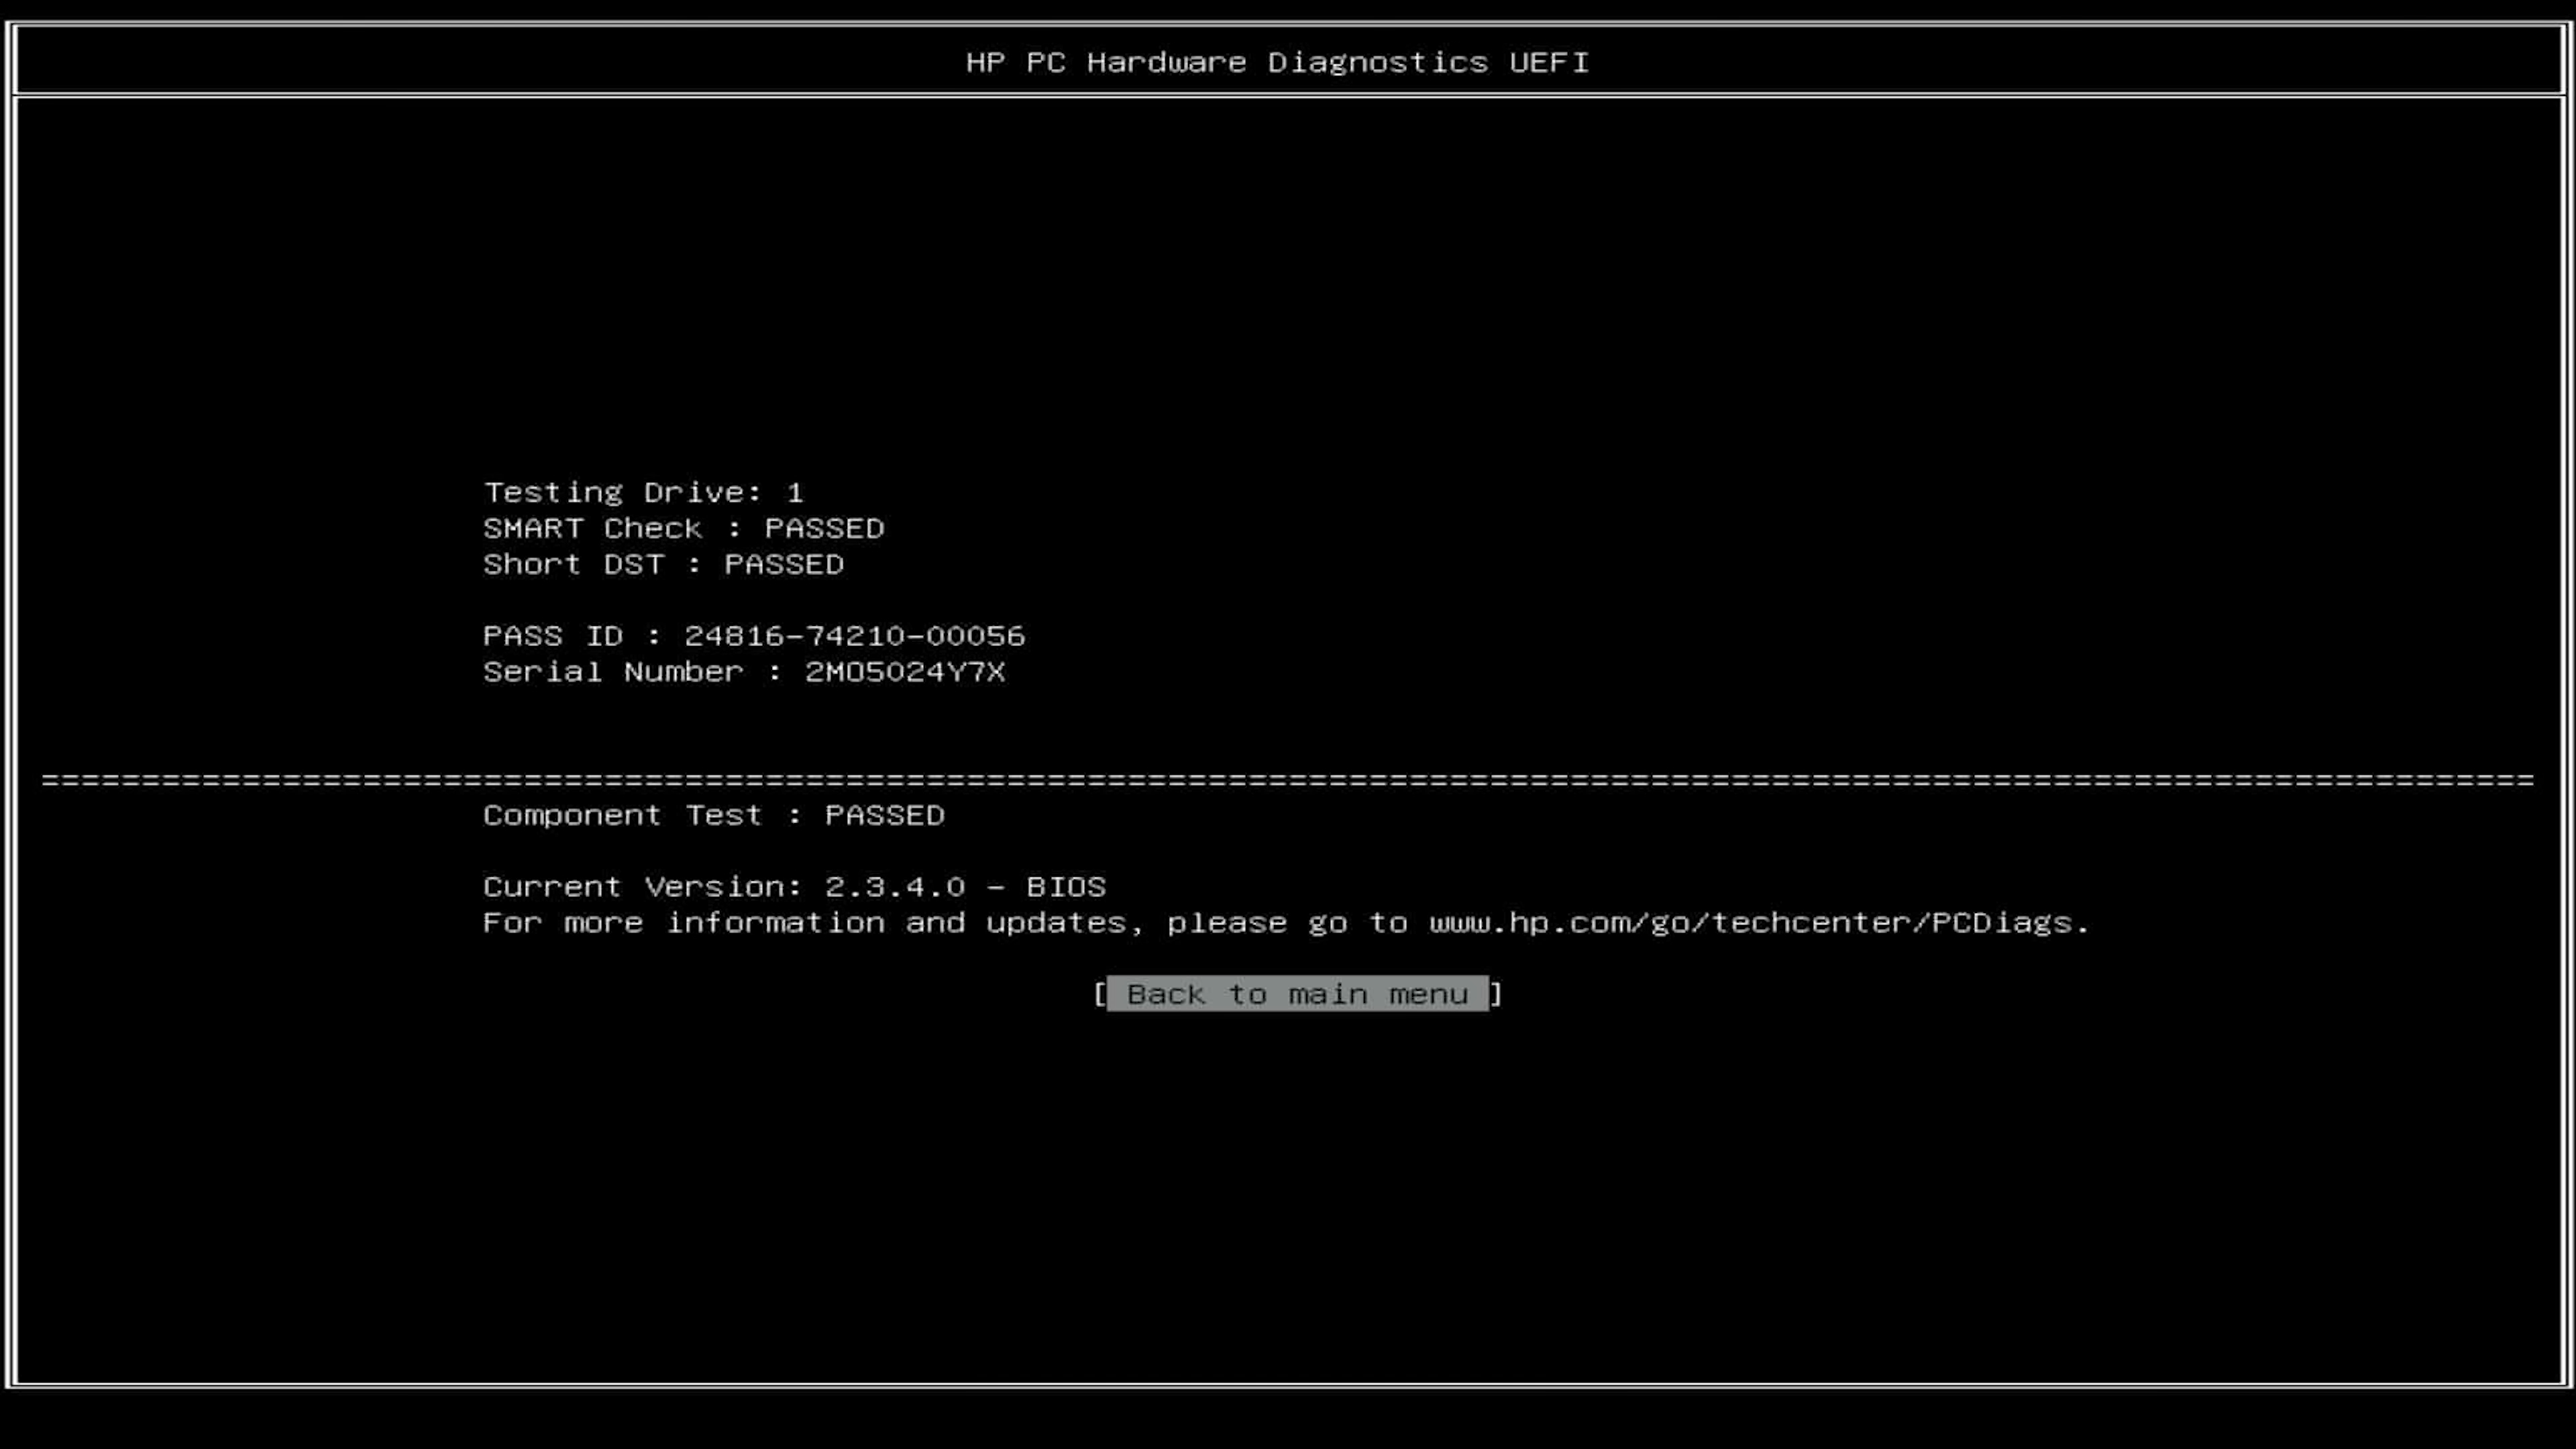 HP PC Hardware Diagnostics UEFI
Testing Drive: 1
SMART Check : PASSED
Short DST : PASSED
PASS ID : 24816-74210-00056
Serial Number : 2MO5024Y7X
============================================================================================================================
Component Test : PASSED
Current Version: 2.3.4.0 - BIOS
For more information and updates, please go to www.hp.com/go/techcenter/PCDiags.
[ Back to main menu ]